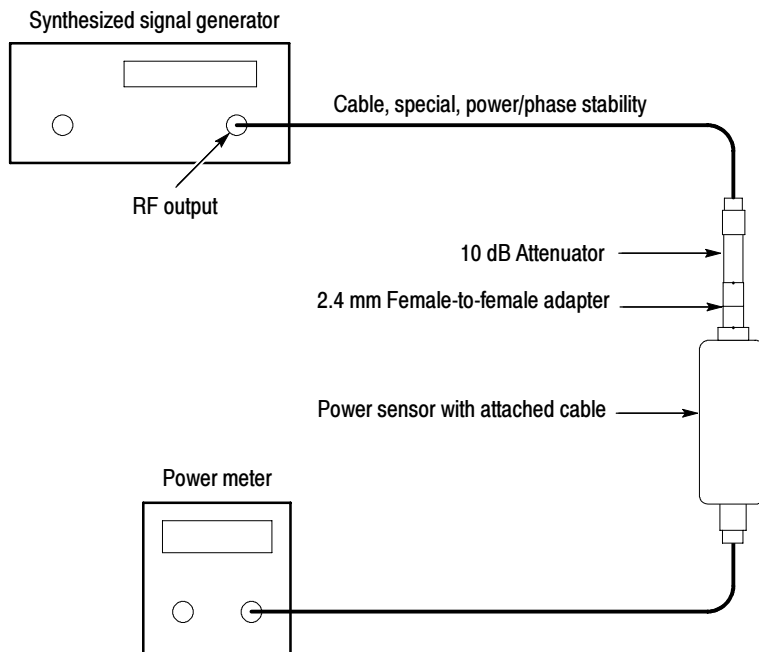 Synthesized signal generator
Cable, special, power/phase stability
RF output
10 dB Attenuator
2.4 mm Female-to-female adapter
Power sensor with attached cable
Power meter